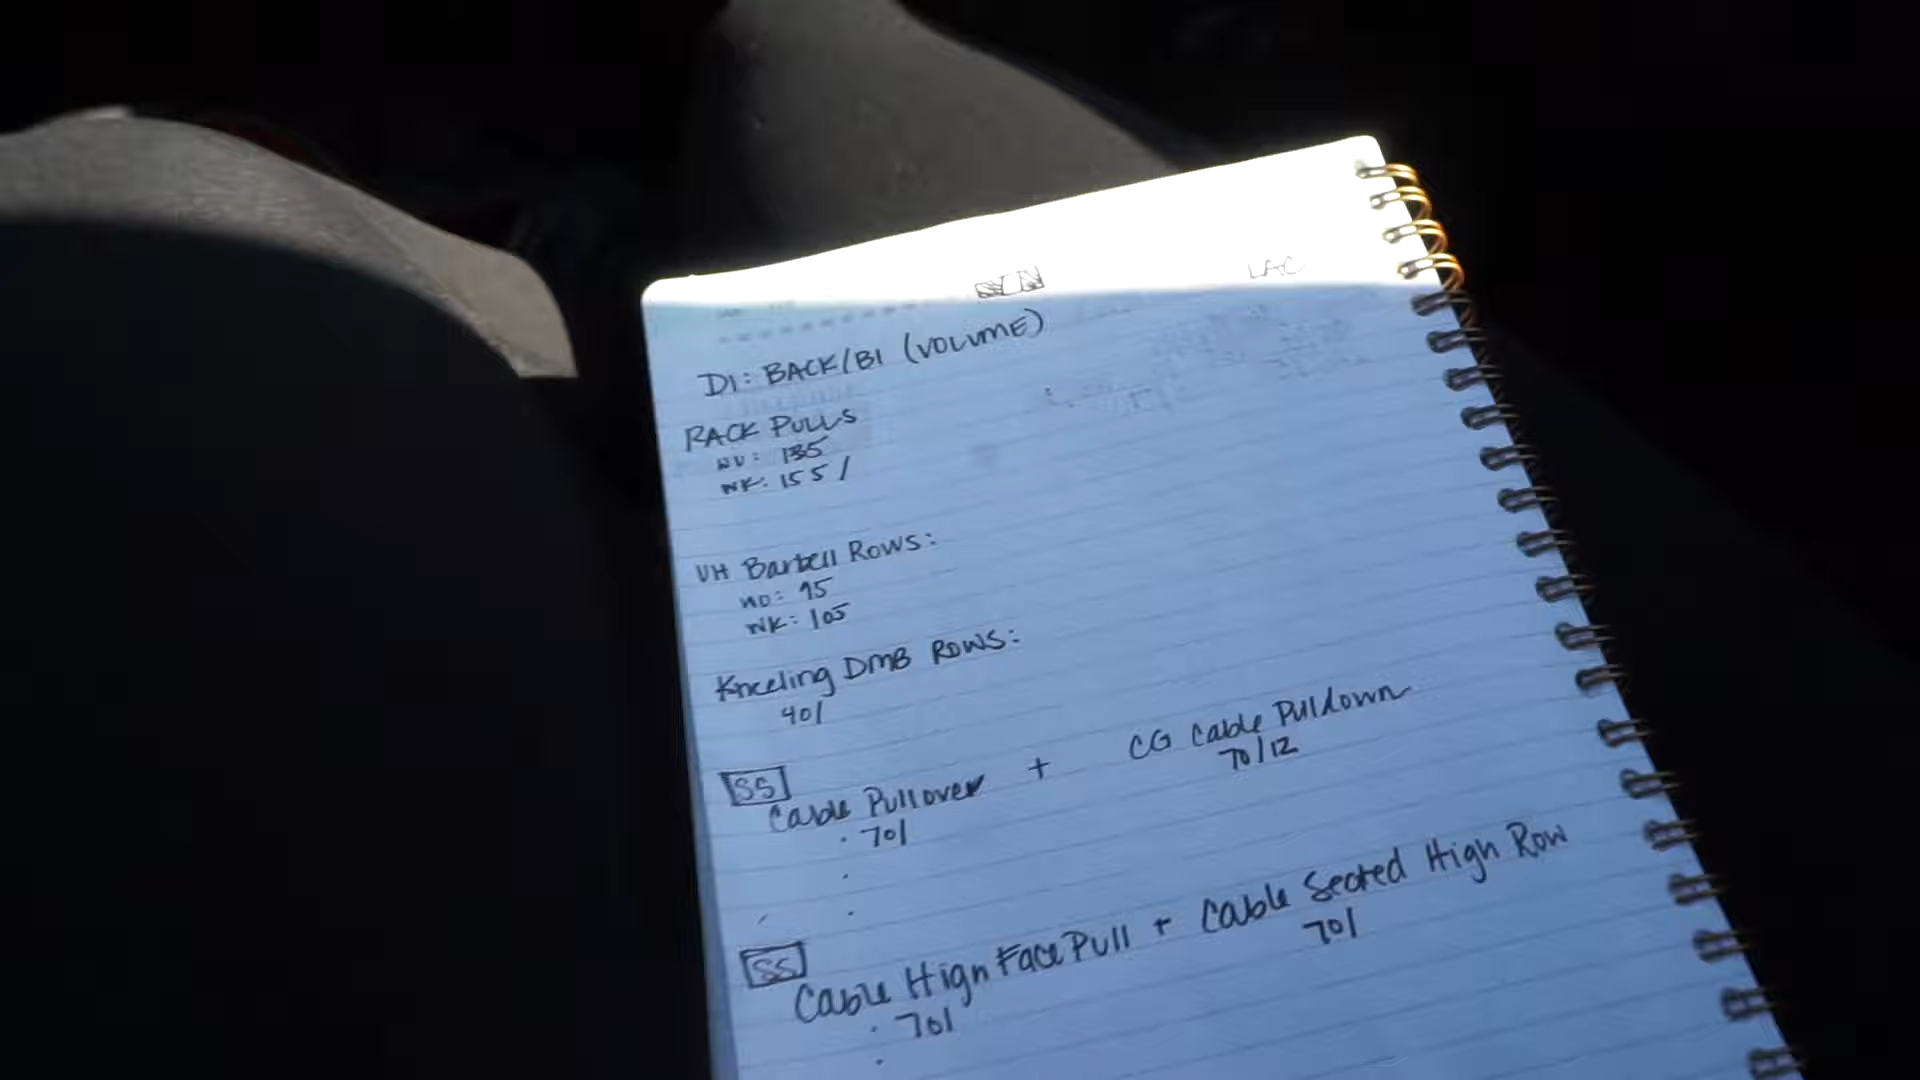 D1: BACK/BI (VOLUME)
RACK PULLS
WU: 135
WK: 155/
UH Barbell Rows:
WU: 95
WK: 105
Kneeling DMB ROWS:
40/
SS
Cable Pullover + CG Cable Pulldown
70/12
: 70/
SS
Cable High Face Pull + Cable Seated High Row
70/
: 70/